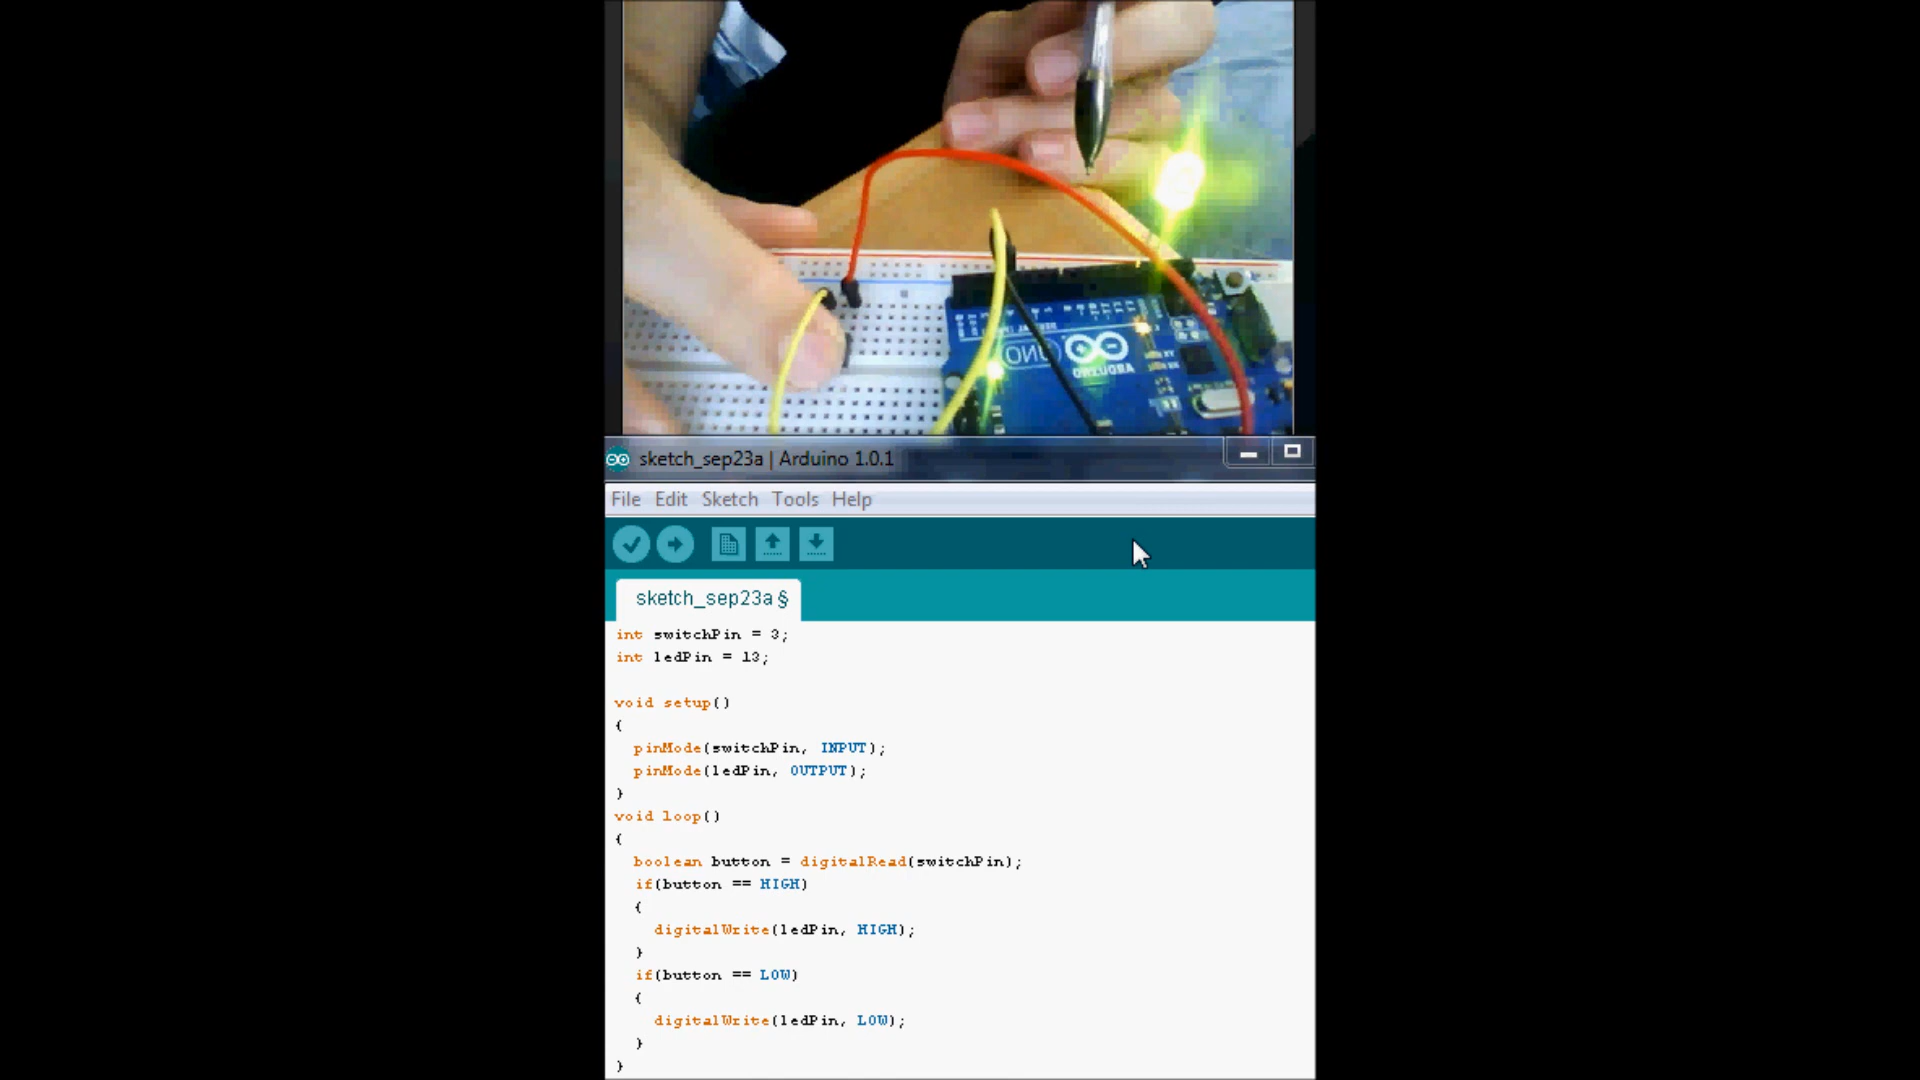 UNO
ARDUINO
sketch_sep23a | Arduino 1.0.1
File Edit Sketch Tools Help
sketch_sep23a §
int switchPin = 3;
int ledPin = 13;
void setup()
{
pinMode(switchPin, INPUT);
pinMode(ledPin, OUTPUT);
}
void loop()
{
boolean button = digitalRead(switchPin);
if(button == HIGH)
{
digitalWrite(ledPin, HIGH);
}
if(button == LOW)
{
digitalWrite(ledPin, LOW);
}
}